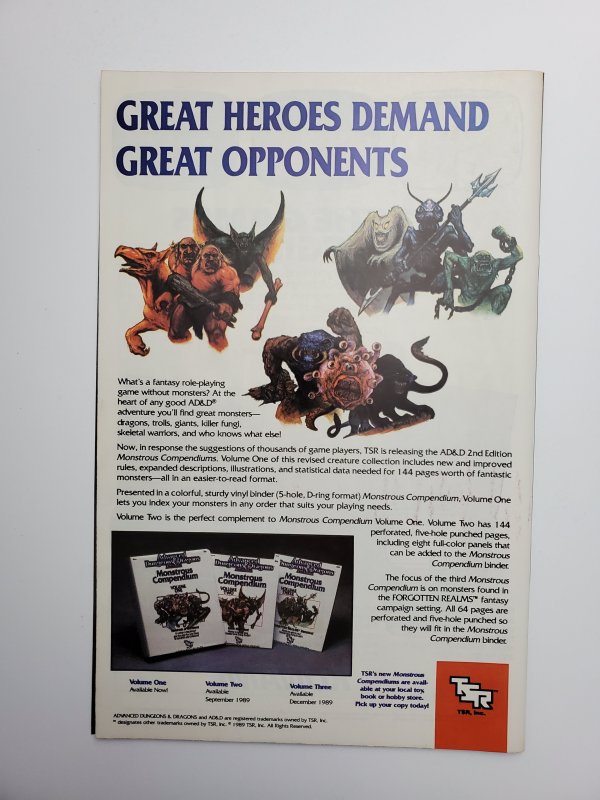 GREAT HEROES DEMAND
GREAT OPPONENTS
What's a fantasy role-playing
game without monsters? At the
heart of any good AD&D®
adventure you'll find great monsters—
dragons, trolls, giants, killer fungi,
skeletal warriors, and who knows what else!
Now, in response to the suggestions of thousands of game players, TSR is releasing the AD&D 2nd Edition
Monstrous Compendiums. Volume One of this revised creature collection includes new and improved
rules, expanded descriptions, illustrations, and statistical data needed for 144 pages worth of fantastic
monsters—all in an easier-to-read format.
Presented in a colorful, sturdy vinyl binder (5-hole, D-ring format) Monstrous Compendium, Volume One
lets you index your monsters in any order that suits your playing needs.
Volume Two is the perfect complement to Monstrous Compendium Volume One. Volume Two has 144
perforated, five-hole punched pages,
including eight full-color panels that
can be added to the Monstrous
Compendium binder.
The focus of the third Monstrous
Compendium is on monsters found in
the FORGOTTEN REALMS™ fantasy
campaign setting. All 64 pages are
perforated and five-hole punched so
they will fit in the Monstrous
Compendium binder.
Advanced
Dungeons & Dragons
Monstrous
Compendium
VOLUME
ONE
Advanced
Dungeons & Dragons
Monstrous
Compendium
VOLUME
Monstrous
Compendium
Volume One
Available Now!
Volume Two
Available
September 1989
Volume Three
Available
December 1989
TSR's new Monstrous
Compendiums are avail-
able at your local toy,
book or hobby store.
Pick up your copy today!
TSR
TSR, Inc.
ADVANCED DUNGEONS & DRAGONS and AD&D are registered trademarks owned by TSR, Inc.
™ designates other trademarks owned by TSR, Inc. © 1989 TSR, Inc. All Rights Reserved.